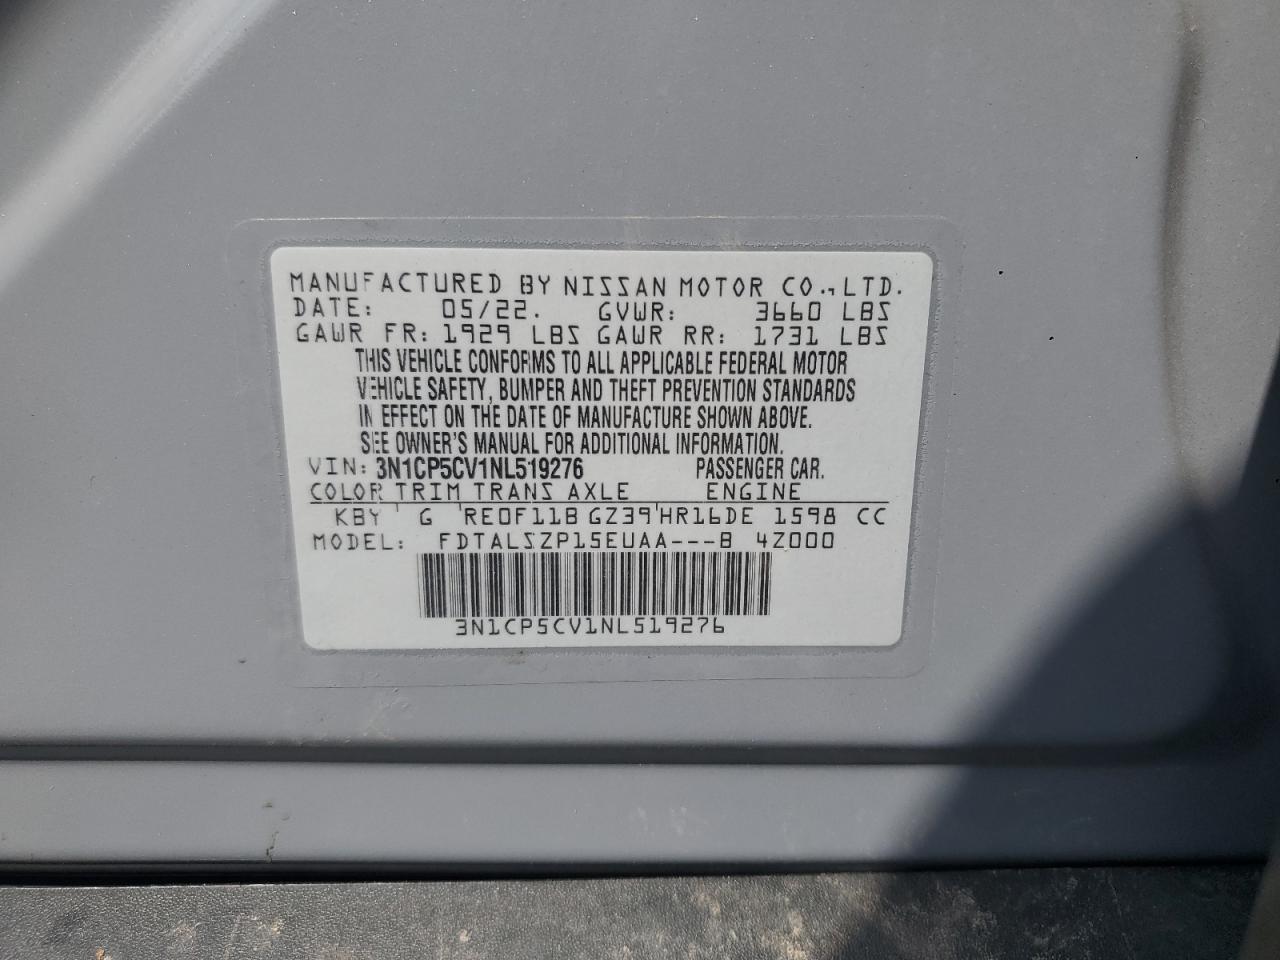 MANUFACTURED BY NISSAN MOTOR CO., LTD.
DATE: 05/22. GVWR: 3660 LBS
GAWR FR: 1929 LBS GAWR RR: 1731 LBS
THIS VEHICLE CONFORMS TO ALL APPLICABLE FEDERAL MOTOR
VEHICLE SAFETY, BUMPER AND THEFT PREVENTION STANDARDS
IN EFFECT ON THE DATE OF MANUFACTURE SHOWN ABOVE.
SEE OWNER'S MANUAL FOR ADDITIONAL INFORMATION.
VIN: 3N1CP5CV1NL519276 PASSENGER CAR.
COLOR TRIM TRANS AXLE ENGINE
KBY G RE0F11B GZ39 HR16DE 1598 CC
MODEL: FDTALSZP15EUAA---B 4Z000
3N1CP5CV1NL519276